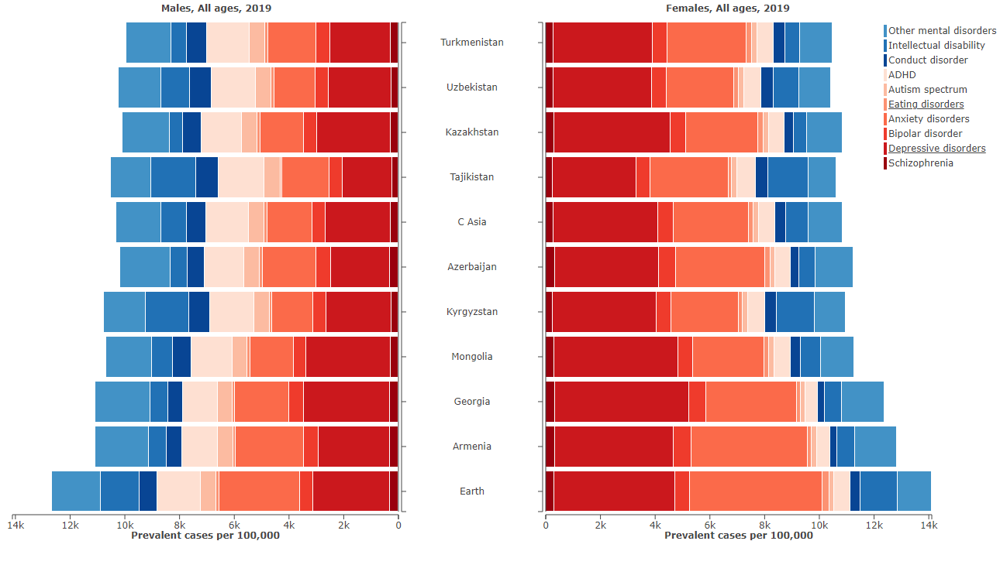 Males, All ages, 2019
Females, All ages, 2019
Other mental disorders
Intellectual disability
Conduct disorder
ADHD
Autism spectrum
Eating disorders
Anxiety disorders
Bipolar disorder
Depressive disorders
Schizophrenia
Turkmenistan
Uzbekistan
Kazakhstan
Tajikistan
C Asia
Azerbaijan
Kyrgyzstan
Mongolia
Georgia
Armenia
Earth
14k 12k 10k 8k 6k 4k 2k 0
0 2k 4k 6k 8k 10k 12k 14k
Prevalent cases per 100,000
Prevalent cases per 100,000